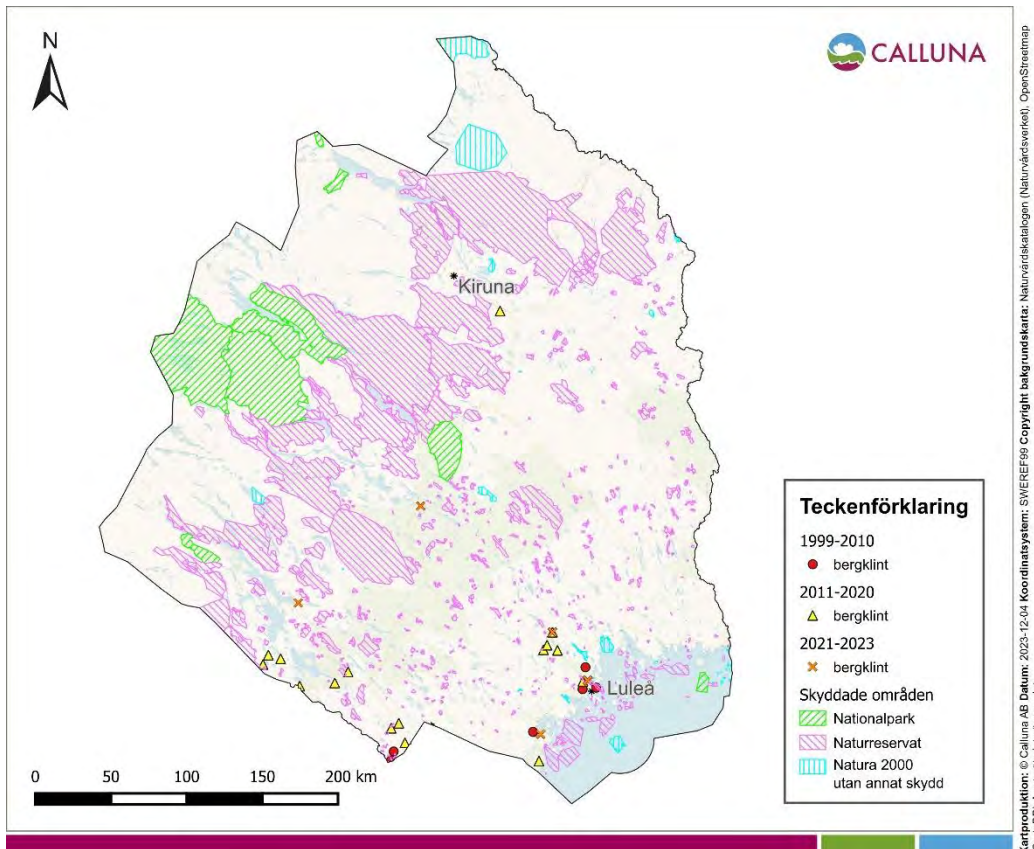 N
CALLUNA
Kiruna
Luleå
0 50 100 150 200 km
Teckenförklaring
1999-2010
bergklint
2011-2020
bergklint
2021-2023
bergklint
Skyddade områden
Nationalpark
Naturreservat
Natura 2000
utan annat skydd
Kartproduktion: © Calluna AB Datum: 2023-12-04 Koordinatsystem: SWEREF99 Copyright bakgrundskarta: Naturvårdskatalogen (Naturvårdsverket), OpenStreetmap